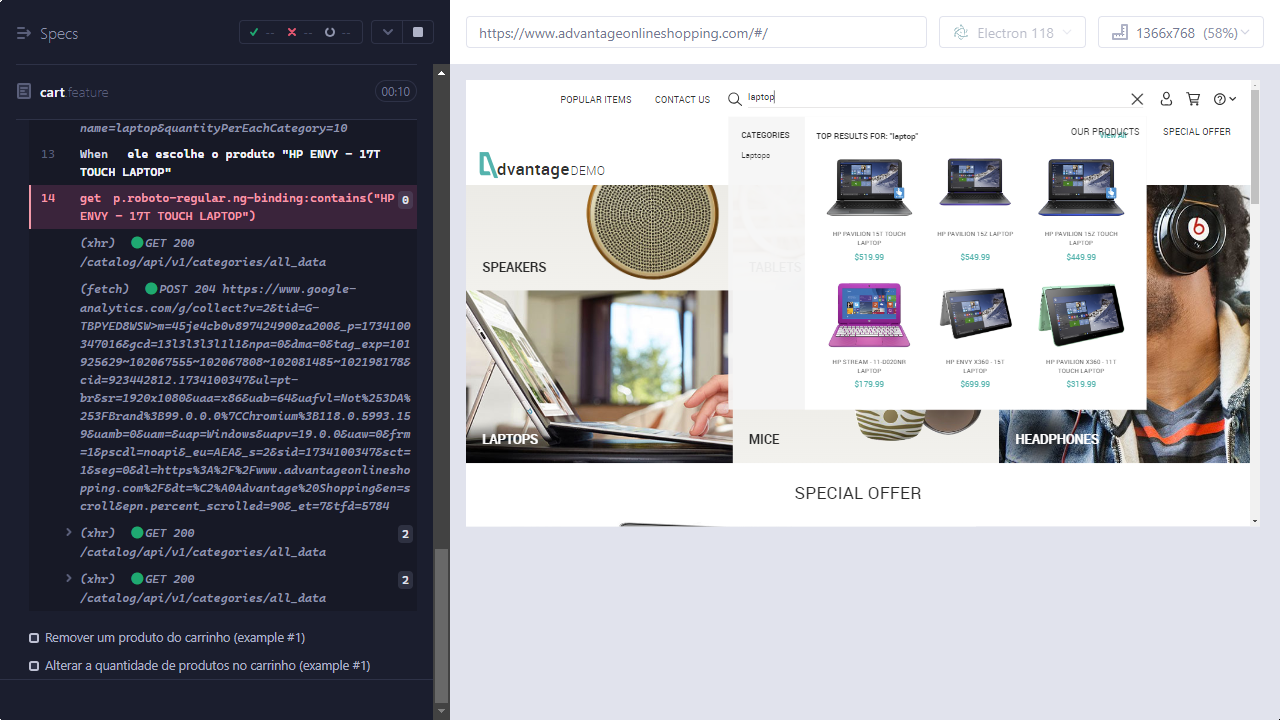 Specs
--
--
--
https://www.advantageonlineshopping.com/#/
Electron 118
1366x768 (58%)
cart.feature
00:10
name=laptop&quantityPerEachCategory=10
13 When ele escolhe o produto "HP ENVY - 17T
TOUCH LAPTOP"
14 get p.roboto-regular.ng-binding:contains("HP
ENVY - 17T TOUCH LAPTOP")
0
(xhr) GET 200
/catalog/api/v1/categories/all_data
(fetch) POST 204 https://www.google-
analytics.com/g/collect?v=2&tid=G-
TBPYED8WSW&gtm=45je4cb0v897424900za200&_p=1734100
347016&gcd=13l3l3l3l1l1&npa=0&dma=0&tag_exp=101
925629~102067555~102067808~102081485~102198178&
cid=923442812.1734100347&ul=pt-
br&sr=1920x1080&uaa=x86&uab=64&uafvl=Not%253DA%
253FBrand%3B99.0.0.0%7CChromium%3B118.0.5993.15
9&uamb=0&uam=&uap=Windows&uapv=19.0.0&uaw=0&frm
=1&pscdl=noapi&_eu=AEA&_s=2&sid=1734100347&sct=
1&seg=0&dl=https%3A%2F%2Fwww.advantageonlinesho
pping.com%2F&dt=%C2%A0Advantage%20Shopping&en=s
croll&epn.percent_scrolled=90&_et=7&tfd=5784
(xhr) GET 200
/catalog/api/v1/categories/all_data
2
(xhr) GET 200
/catalog/api/v1/categories/all_data
2
Remover um produto do carrinho (example #1)
Alterar a quantidade de produtos no carrinho (example #1)
POPULAR ITEMS
CONTACT US
laptop
OUR PRODUCTS
SPECIAL OFFER
dvantage DEMO
CATEGORIES
Laptops
TOP RESULTS FOR: "laptop"
View All
HP PAVILION 15T TOUCH
LAPTOP
$519.99
HP PAVILION 15Z LAPTOP
$549.99
HP PAVILION 15Z TOUCH
LAPTOP
$449.99
HP STREAM - 11-D020NR
LAPTOP
$179.99
HP ENVY X360 - 15T
LAPTOP
$699.99
HP PAVILION X360 - 11T
TOUCH LAPTOP
$319.99
SPEAKERS
TABLETS
LAPTOPS
MICE
HEADPHONES
SPECIAL OFFER